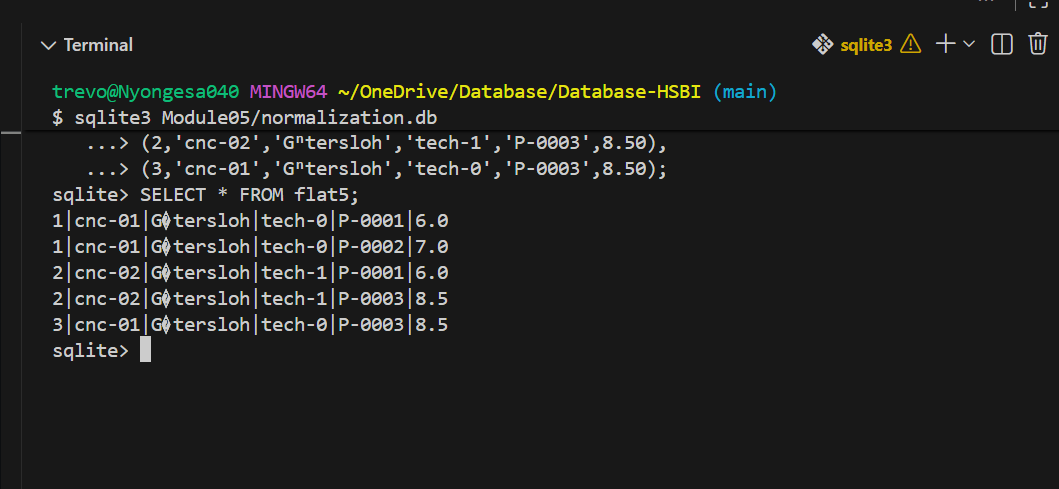 Terminal
sqlite3
trevo@Nyongesa040 MINGW64 ~/OneDrive/Database/Database-HSBI (main)
$ sqlite3 Module05/normalization.db
...> (2,'cnc-02','Gⁿtersloh','tech-1','P-0003',8.50),
...> (3,'cnc-01','Gⁿtersloh','tech-0','P-0003',8.50);
sqlite> SELECT * FROM flat5;
1|cnc-01|G�tersloh|tech-0|P-0001|6.0
1|cnc-01|G�tersloh|tech-0|P-0002|7.0
2|cnc-02|G�tersloh|tech-1|P-0001|6.0
2|cnc-02|G�tersloh|tech-1|P-0003|8.5
3|cnc-01|G�tersloh|tech-0|P-0003|8.5
sqlite>